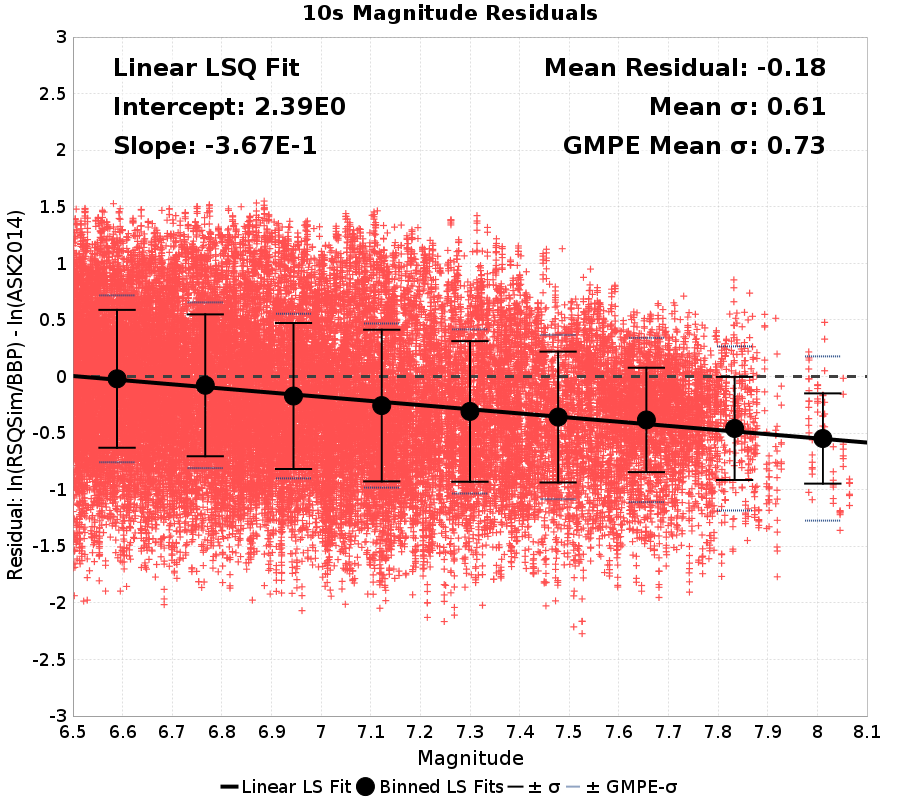 10s Magnitude Residuals
Linear LSQ Fit
Intercept: 2.39E0
Slope: -3.67E-1
Mean Residual: -0.18
Mean σ: 0.61
GMPE Mean σ: 0.73
Residual: ln(RSQSim/BBP) - ln(ASK2014)
3
2.5
2
1.5
1
0.5
0
-0.5
-1
-1.5
-2
-2.5
-3
6.5 6.6 6.7 6.8 6.9 7 7.1 7.2 7.3 7.4 7.5 7.6 7.7 7.8 7.9 8 8.1
Magnitude
Linear LS Fit Binned LS Fits ± σ ± GMPE-σ